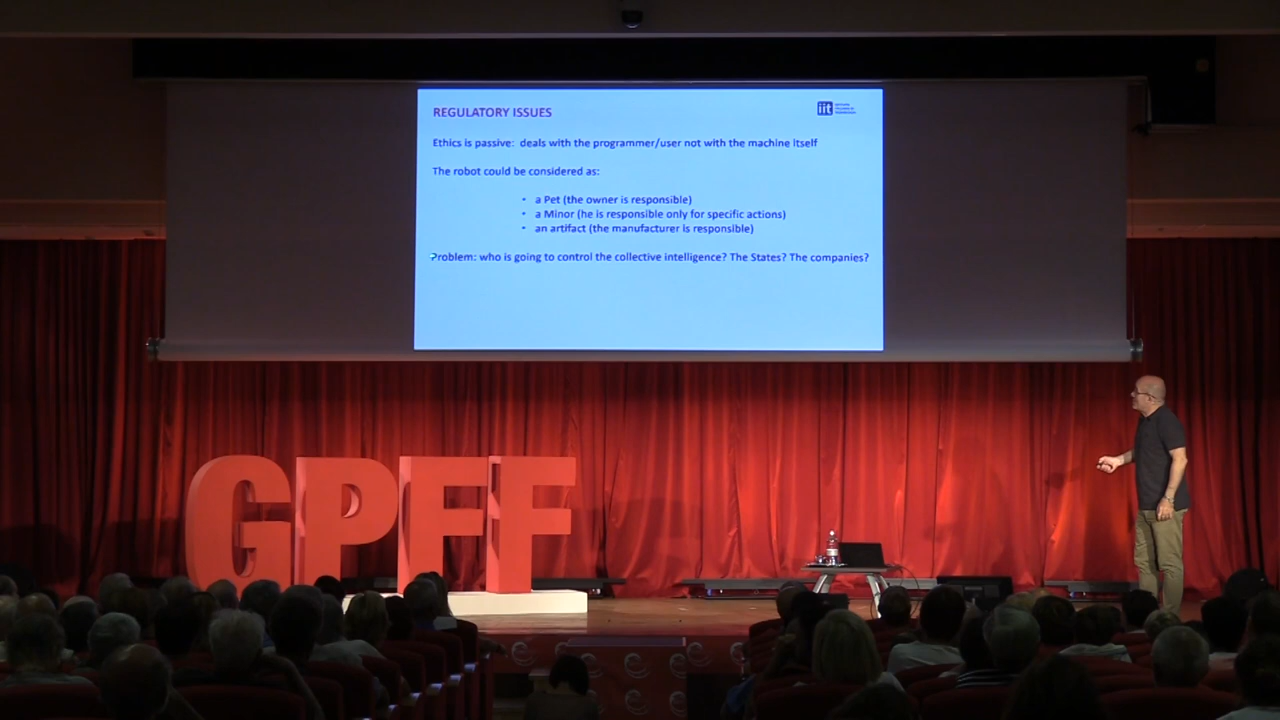 REGULATORY ISSUES
iit
Ethics is passive: deals with the programmer/user not with the machine itself
The robot could be considered as:
• a Pet (the owner is responsible)
• a Minor (he is responsible only for specific actions)
• an artifact (the manufacturer is responsible)
Problem: who is going to control the collective intelligence? The States? The companies?
GPFF